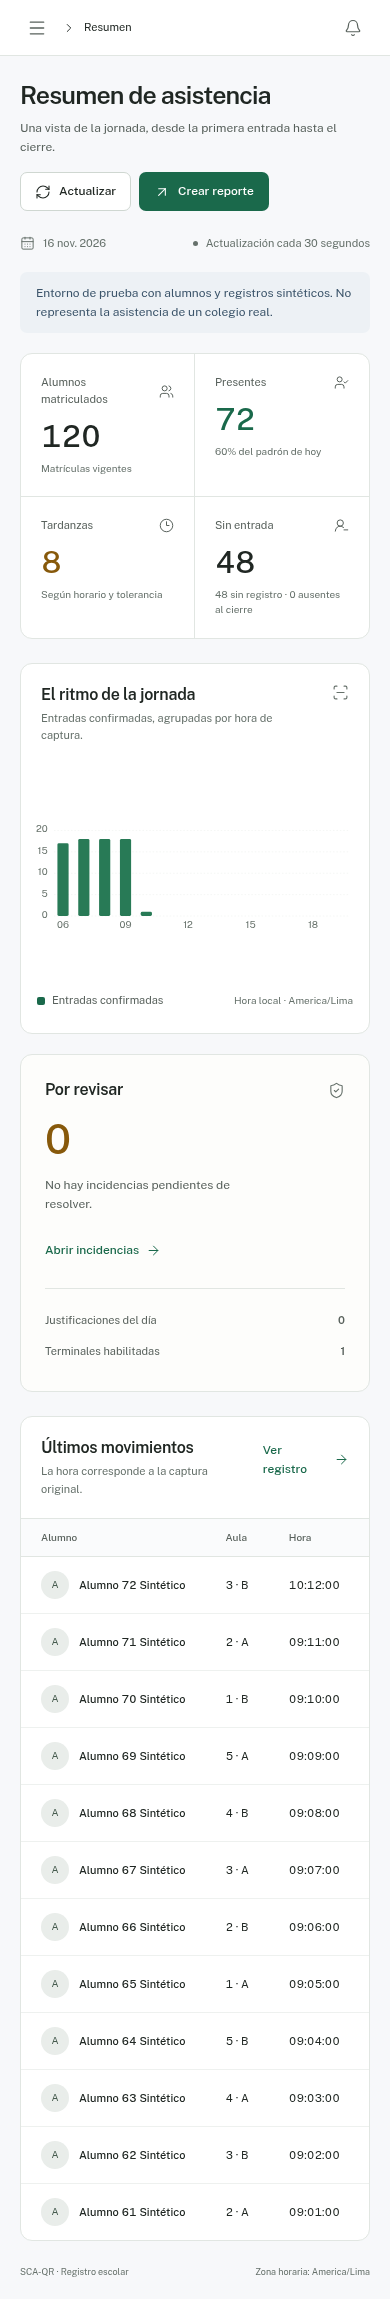 Resumen
Resumen de asistencia
Una vista de la jornada, desde la primera entrada hasta el
cierre.
Actualizar
Crear reporte
16 nov. 2026
Actualización cada 30 segundos
Entorno de prueba con alumnos y registros sintéticos. No
representa la asistencia de un colegio real.
Alumnos
matriculados
120
Matrículas vigentes
Presentes
72
60% del padrón de hoy
Tardanzas
8
Según horario y tolerancia
Sin entrada
48
48 sin registro · 0 ausentes
al cierre
El ritmo de la jornada
Entradas confirmadas, agrupadas por hora de
captura.
20
15
10
5
0
06 09 12 15 18
Entradas confirmadas
Hora local · America/Lima
Por revisar
0
No hay incidencias pendientes de
resolver.
Abrir incidencias
Justificaciones del día 0
Terminales habilitadas 1
Últimos movimientos
La hora corresponde a la captura
original.
Ver
registro
Alumno Aula Hora
A Alumno 72 Sintético 3 · B 10:12:00
A Alumno 71 Sintético 2 · A 09:11:00
A Alumno 70 Sintético 1 · B 09:10:00
A Alumno 69 Sintético 5 · A 09:09:00
A Alumno 68 Sintético 4 · B 09:08:00
A Alumno 67 Sintético 3 · A 09:07:00
A Alumno 66 Sintético 2 · B 09:06:00
A Alumno 65 Sintético 1 · A 09:05:00
A Alumno 64 Sintético 5 · B 09:04:00
A Alumno 63 Sintético 4 · A 09:03:00
A Alumno 62 Sintético 3 · B 09:02:00
A Alumno 61 Sintético 2 · A 09:01:00
SCA-QR · Registro escolar
Zona horaria: America/Lima